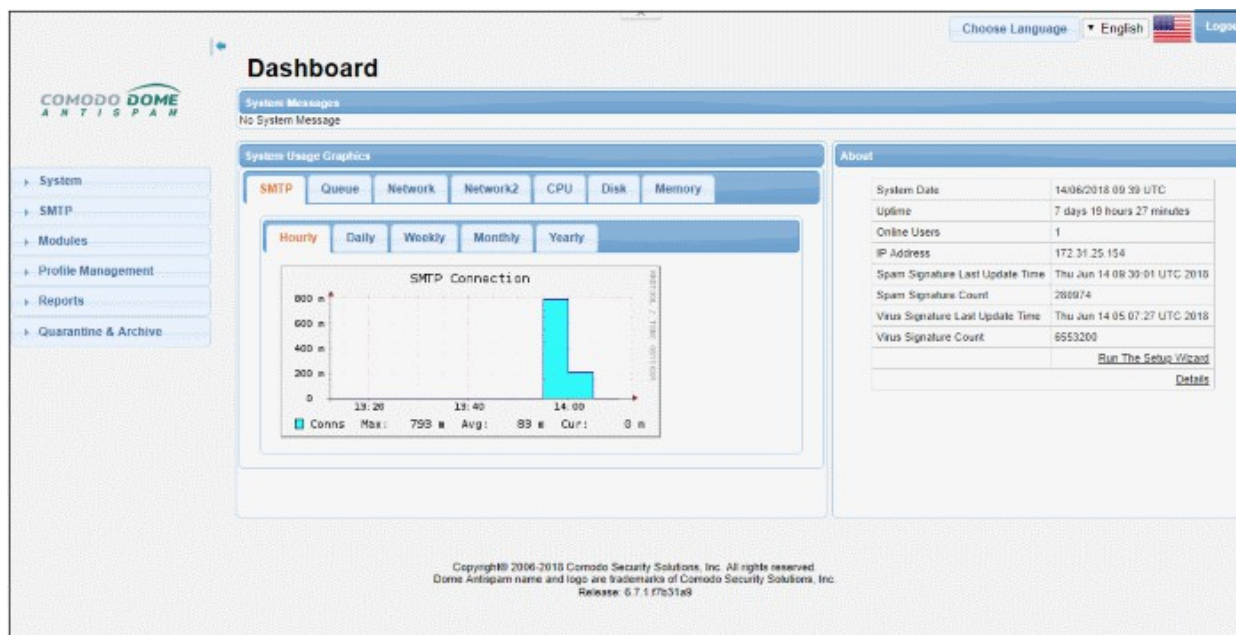 Choose Language
English
Logou
Dashboard
COMODO DOME
ANTISPAM
System Messages
No System Message
System Usage Graphics
About
System
SMTP
Modules
Profile Management
Reports
Quarantine & Archive
SMTP Queue Network Network2 CPU Disk Memory
Hourly Daily Weekly Monthly Yearly
SMTP Connection
800 m
600 m
400 m
200 m
0
13:20 13:40 14:00
Conns Max: 793 m Avg: 83 m Cur: 0 m
System Date 14/06/2018 09:39 UTC
Uptime 7 days 19 hours 27 minutes
Online Users 1
IP Address 172.31.25.154
Spam Signature Last Update Time Thu Jun 14 09:30:01 UTC 2018
Spam Signature Count 280974
Virus Signature Last Update Time Thu Jun 14 05:07:27 UTC 2018
Virus Signature Count 6553200
Run The Setup Wizard
Details
Copyright© 2006-2018 Comodo Security Solutions, Inc. All rights reserved.
Dome Antispam name and logo are trademarks of Comodo Security Solutions, Inc.
Release: 6.7.1.f7b31a9